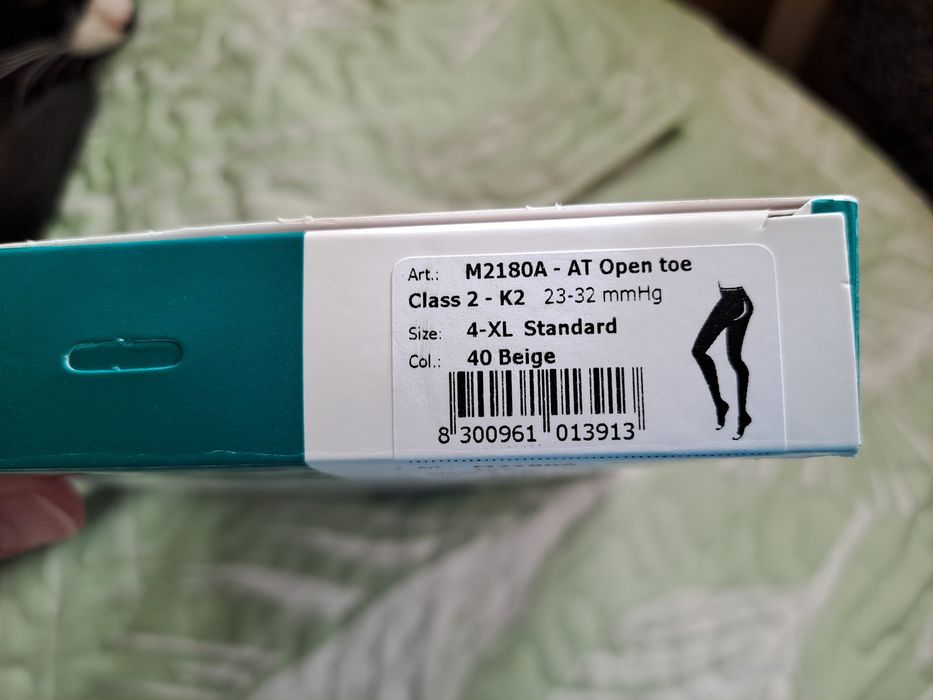 Art.: M2180A - AT Open toe
Class 2 - K2 23-32 mmHg
Size: 4-XL Standard
Col.: 40 Beige
8 300961 013913